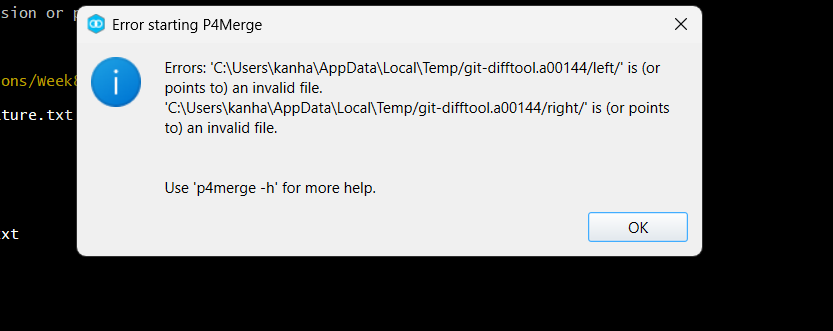 sion or p
Error starting P4Merge
Errors: 'C:\Users\kanha\AppData\Local\Temp/git-difftool.a00144/left/' is (or
points to) an invalid file.
'C:\Users\kanha\AppData\Local\Temp/git-difftool.a00144/right/' is (or points
to) an invalid file.
ons/Week
ture.txt
Use 'p4merge -h' for more help.
xt
OK